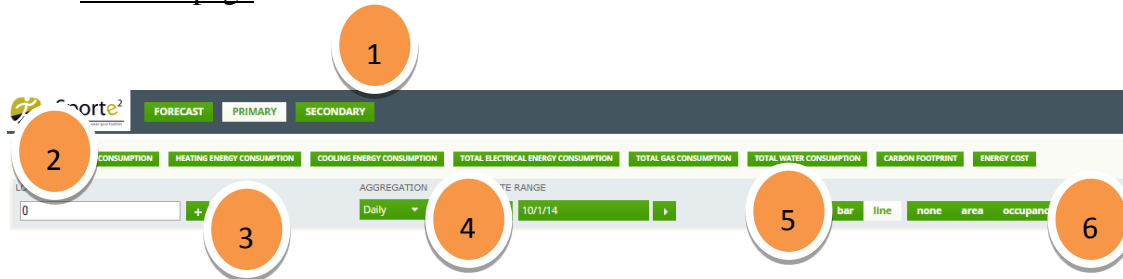 1
Sporte²
FORECAST PRIMARY SECONDARY
2
CONSUMPTION HEATING ENERGY CONSUMPTION COOLING ENERGY CONSUMPTION TOTAL ELECTRICAL ENERGY CONSUMPTION TOTAL GAS CONSUMPTION TOTAL WATER CONSUMPTION CARBON FOOTPRINT ENERGY COST
AGGREGATION RANGE
0 + Daily 10/1/14 bar line none area
3 4 5 6